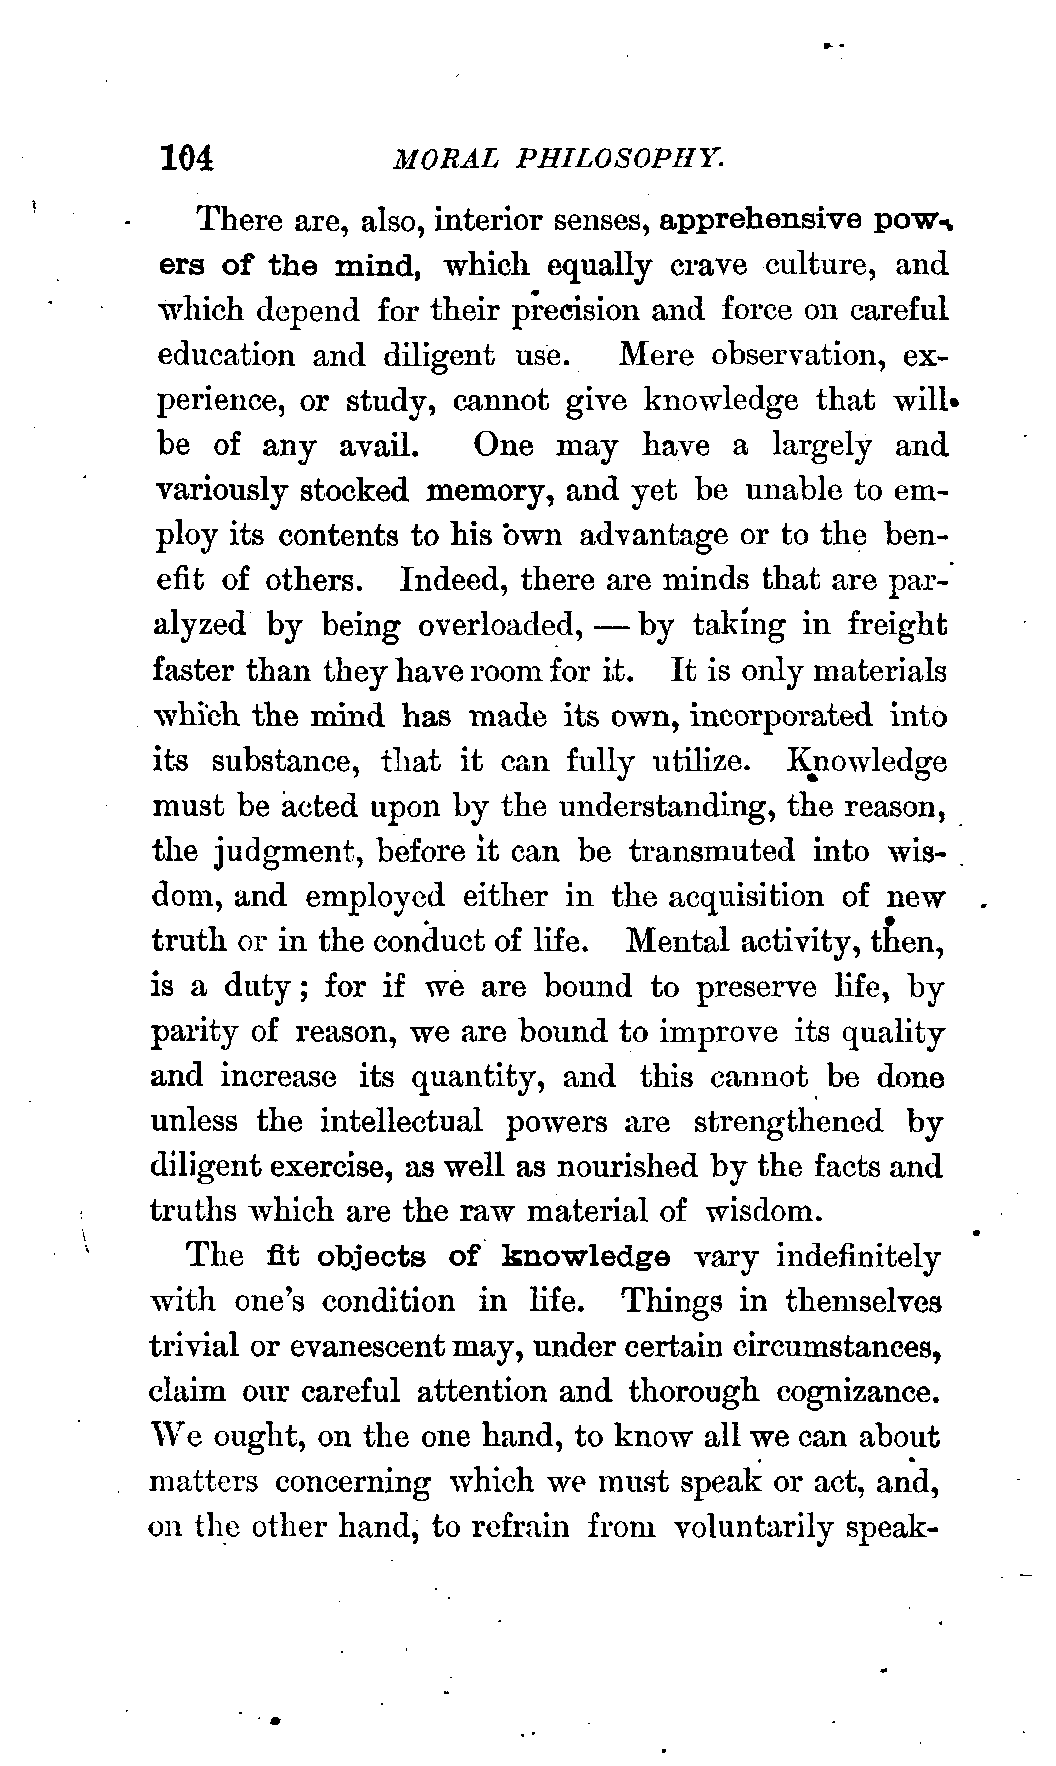 104 MORAL PHILOSOPHY.
There are, also, interior senses, apprehensive pow-
ers of the mind, which equally crave culture, and
which depend for their precision and force on careful
education and diligent use. Mere observation, ex-
perience, or study, cannot give knowledge that will
be of any avail. One may have a largely and
variously stocked memory, and yet be unable to em-
ploy its contents to his own advantage or to the ben-
efit of others. Indeed, there are minds that are par-
alyzed by being overloaded, — by taking in freight
faster than they have room for it. It is only materials
which the mind has made its own, incorporated into
its substance, that it can fully utilize. Knowledge
must be acted upon by the understanding, the reason,
the judgment, before it can be transmuted into wis-
dom, and employed either in the acquisition of new
truth or in the conduct of life. Mental activity, then,
is a duty; for if we are bound to preserve life, by
parity of reason, we are bound to improve its quality
and increase its quantity, and this cannot be done
unless the intellectual powers are strengthened by
diligent exercise, as well as nourished by the facts and
truths which are the raw material of wisdom.
The fit objects of knowledge vary indefinitely
with one's condition in life. Things in themselves
trivial or evanescent may, under certain circumstances,
claim our careful attention and thorough cognizance.
We ought, on the one hand, to know all we can about
matters concerning which we must speak or act, and,
on the other hand, to refrain from voluntarily speak-